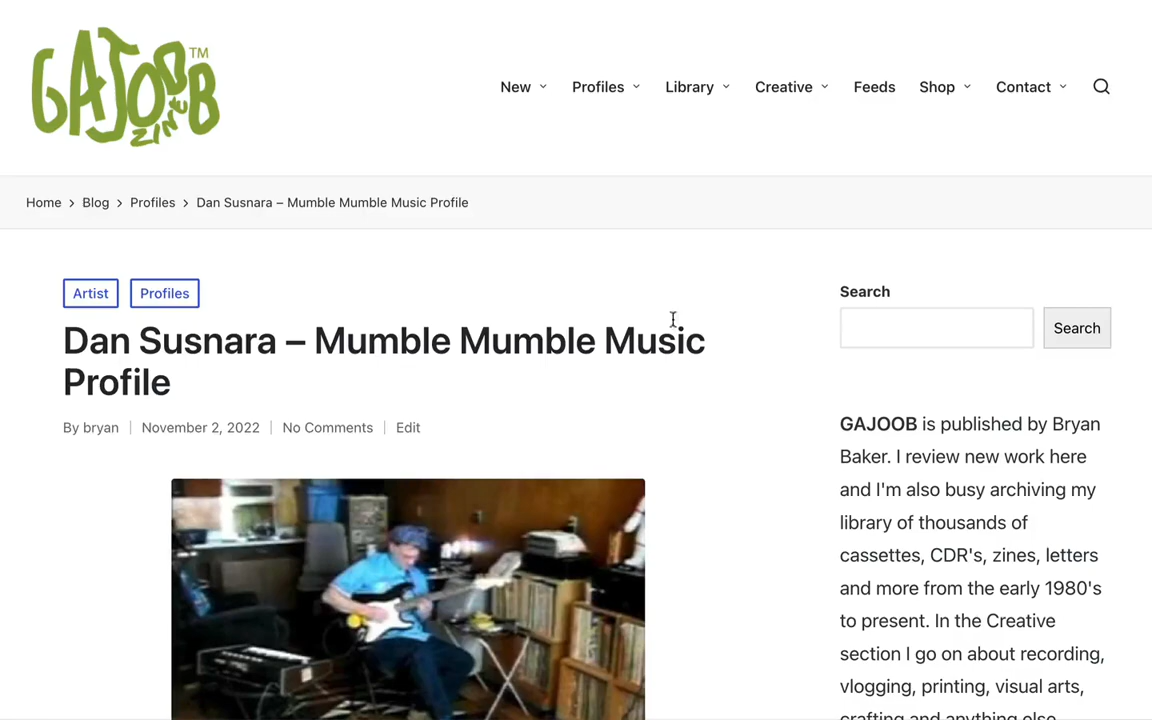 GAJOOB TM
ZINE
New
Profiles
Library
Creative
Feeds
Shop
Contact
Home > Blog > Profiles > Dan Susnara – Mumble Mumble Music Profile
Artist
Profiles
Dan Susnara – Mumble Mumble Music
Profile
By bryan | November 2, 2022 | No Comments | Edit
Search
Search
GAJOOB is published by Bryan
Baker. I review new work here
and I'm also busy archiving my
library of thousands of
cassettes, CDR's, zines, letters
and more from the early 1980's
to present. In the Creative
section I go on about recording,
vlogging, printing, visual arts,
crafting and anything else